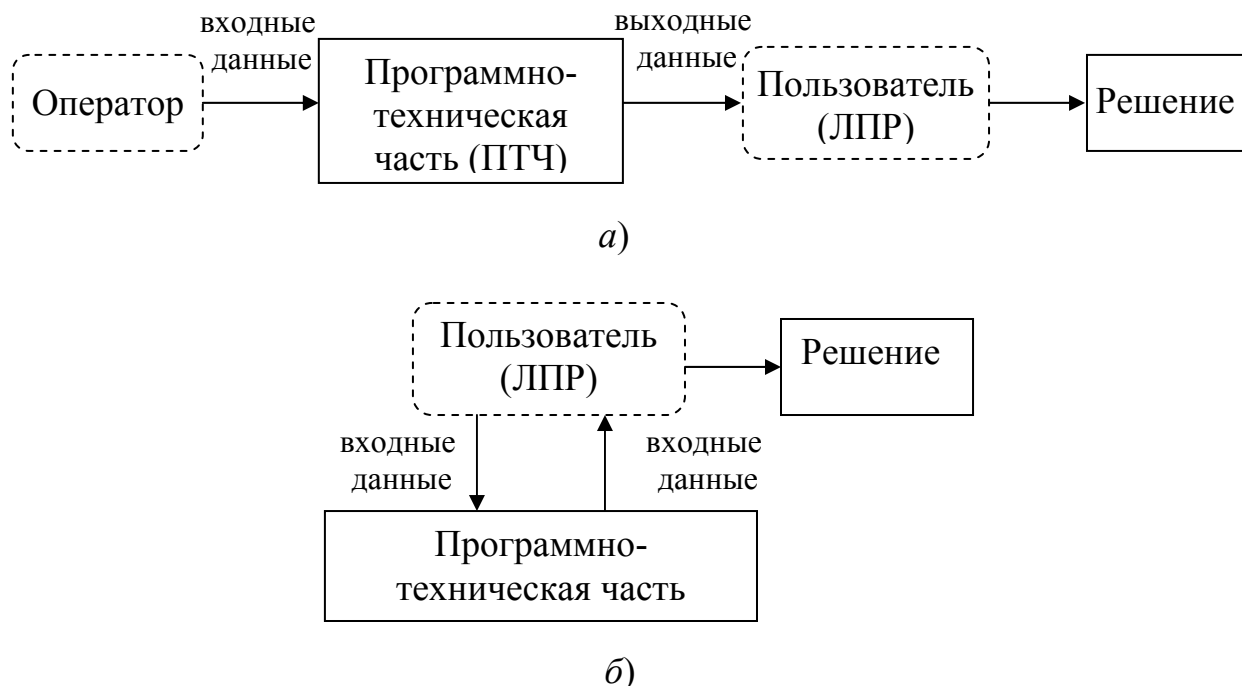 входные
данные
Оператор
Программно-
техническая
часть (ПТЧ)
выходные
данные
Пользователь
(ЛПР)
Решение
а)
Пользователь
(ЛПР)
Решение
входные
данные
входные
данные
Программно-
техническая часть
б)